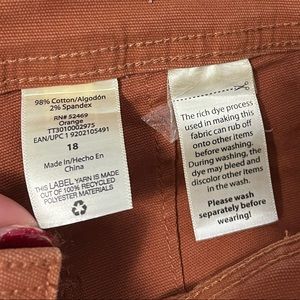 98% Cotton/Algodón
2% Spandex
RN# 52469
Orange
TT3010002975
EAN/UPC 1 9202105491
18
Made in/Hecho En
China
THIS LABEL YARN IS MADE
OUT OF 100% RECYCLED
POLYESTER MATERIALS
The rich dye process
used in making this
fabric can rub off
onto other items
before washing.
During washing, the
dye may bleed and
discolor other items
in the wash.
Please wash
separately before
wearing!